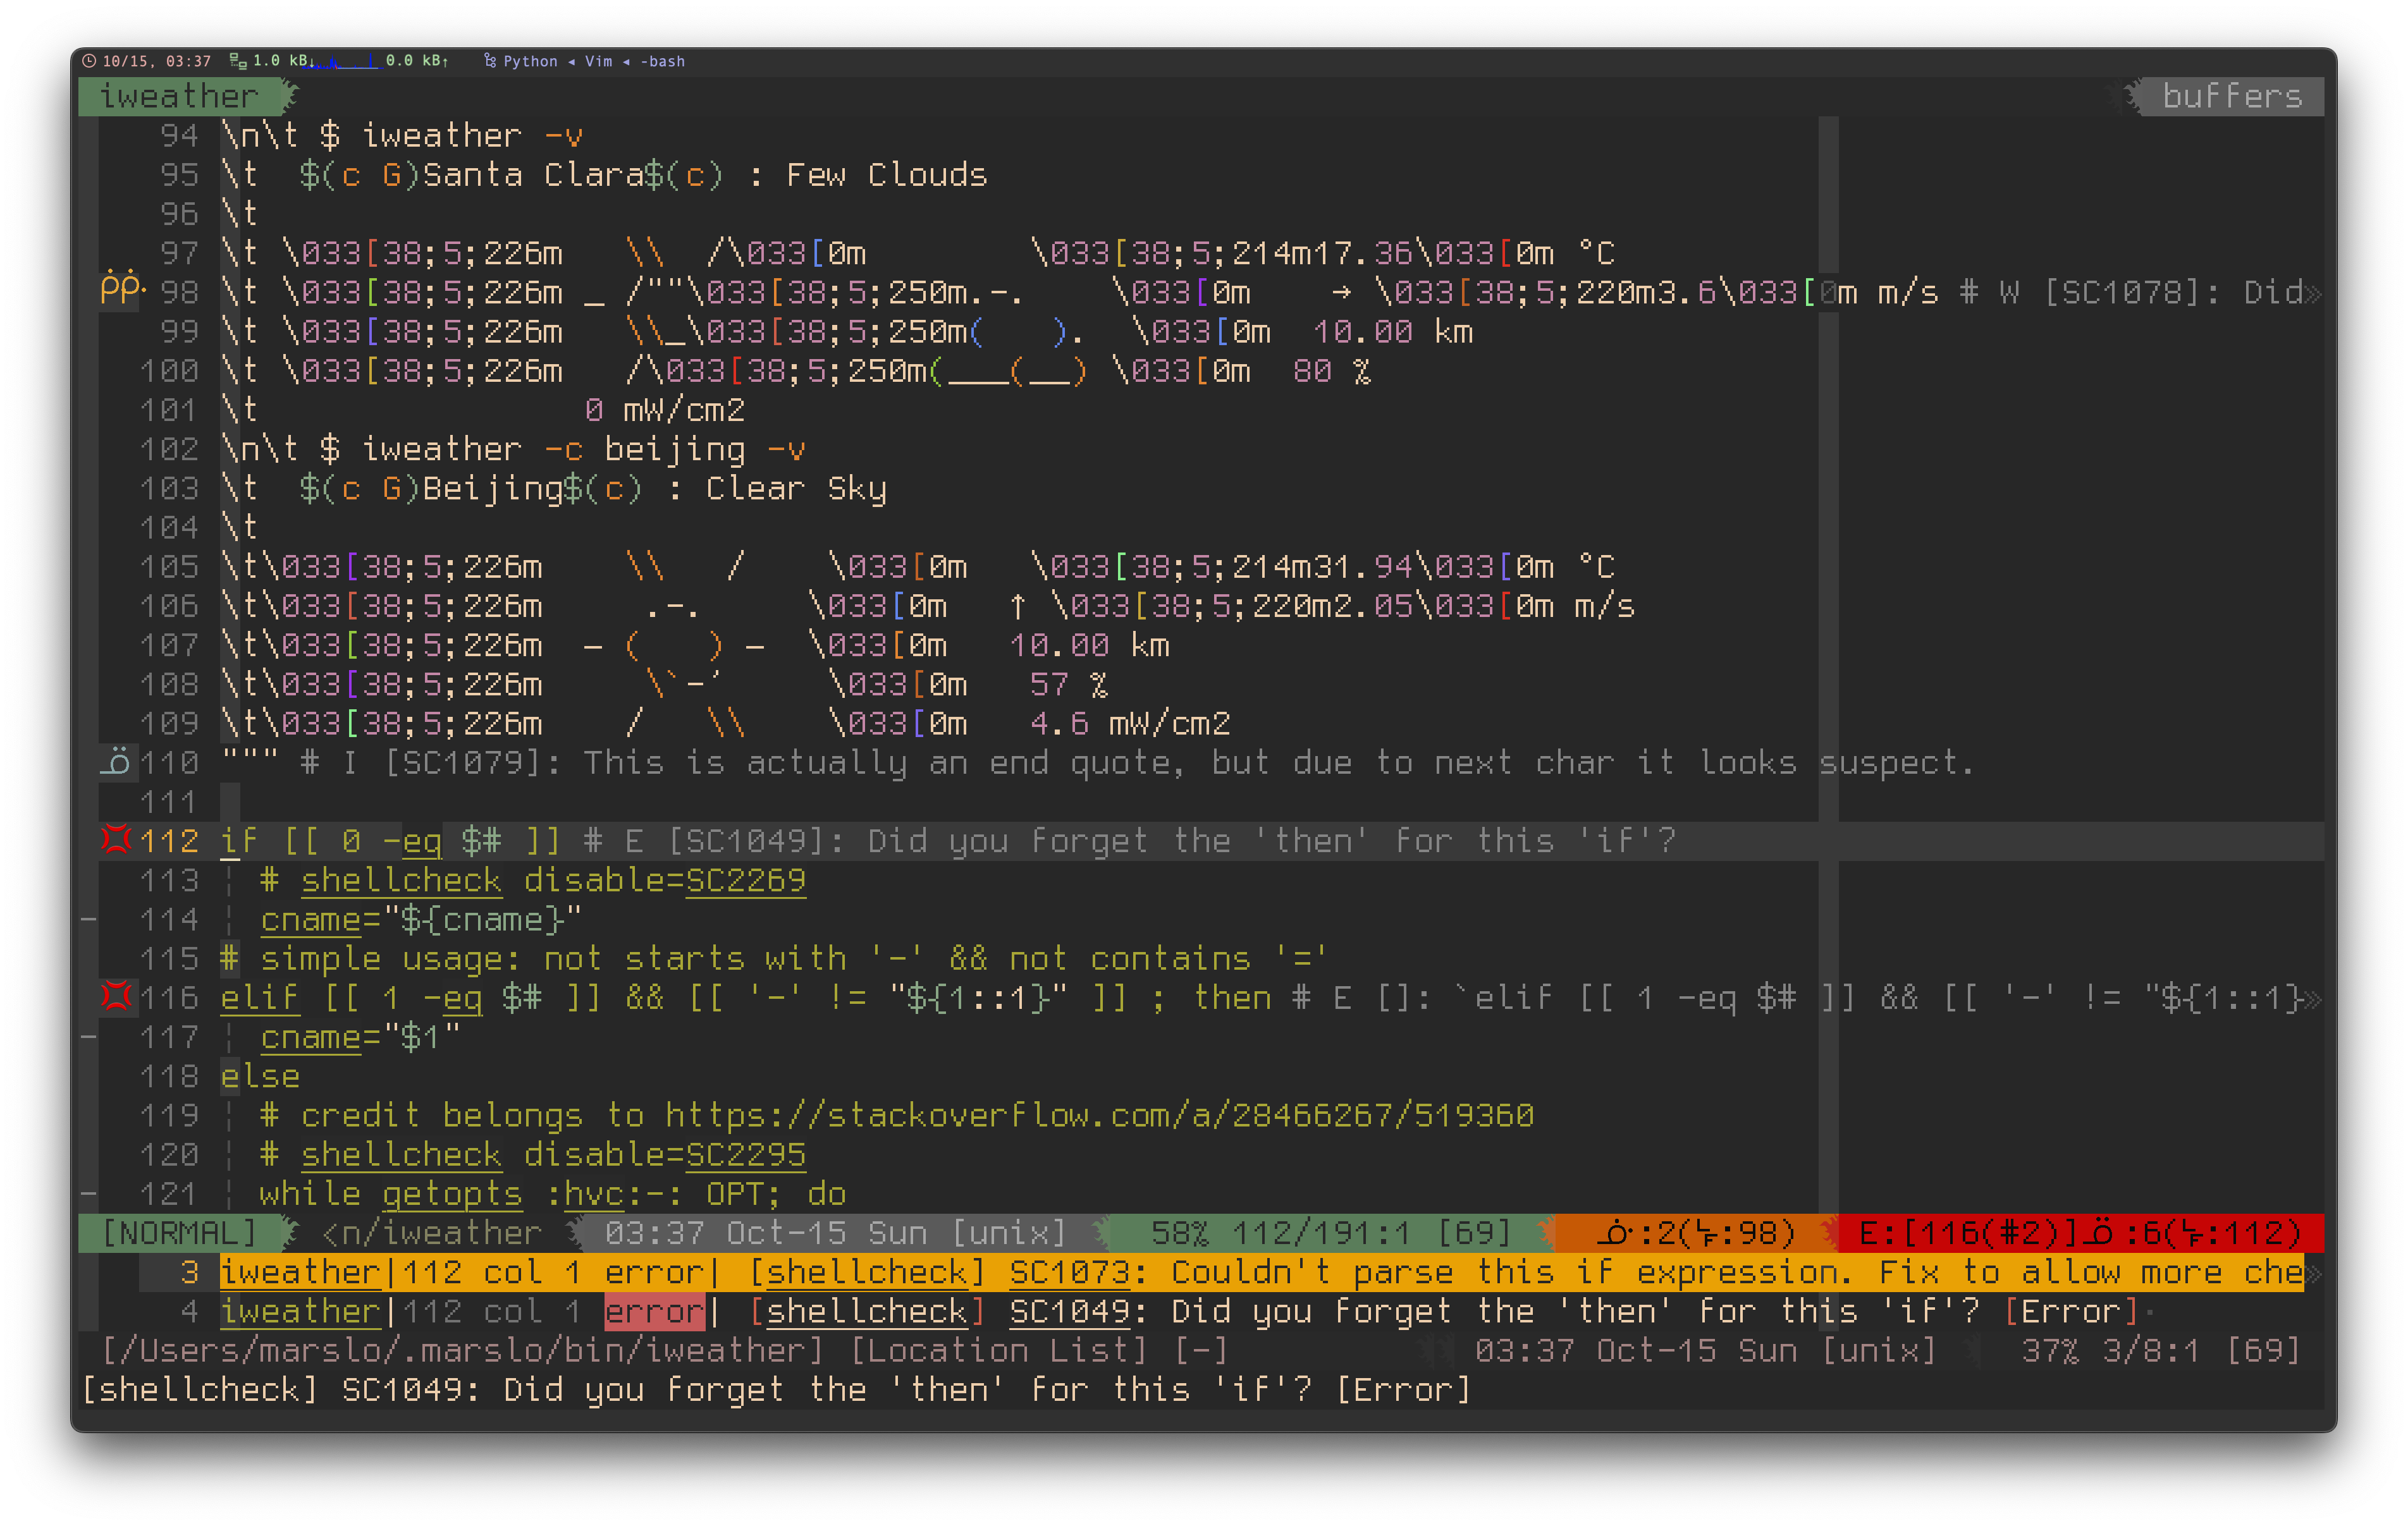 10/15, 03:37 1.0 kB↓ 0.0 kB↑ Python ◂ Vim ◂ -bash
iweather buffers
94 \n\t $ iweather -v
95 \t  $(c G)Santa Clara$(c) : Few Clouds
96 \t
97 \t \033[38;5;226m   \\  /\033[0m        \033[38;5;214m17.36\033[0m °C
98 \t \033[38;5;226m _ /""\033[38;5;250m.-.    \033[0m    → \033[38;5;220m3.6\033[0m m/s # W [SC1078]: Did»
99 \t \033[38;5;226m   \\_\033[38;5;250m(   ).  \033[0m  10.00 km
100 \t \033[38;5;226m   /\033[38;5;250m(___(__) \033[0m  80 %
101 \t                0 mW/cm2
102 \n\t $ iweather -c beijing -v
103 \t  $(c G)Beijing$(c) : Clear Sky
104 \t
105 \t\033[38;5;226m    \\   /    \033[0m   \033[38;5;214m31.94\033[0m °C
106 \t\033[38;5;226m     .-.     \033[0m   ↑ \033[38;5;220m2.05\033[0m m/s
107 \t\033[38;5;226m  – (   ) –  \033[0m   10.00 km
108 \t\033[38;5;226m     \`-'     \033[0m   57 %
109 \t\033[38;5;226m    /   \\    \033[0m   4.6 mW/cm2
110 """ # I [SC1079]: This is actually an end quote, but due to next char it looks suspect.
111
112 if [[ 0 -eq $# ]] # E [SC1049]: Did you forget the 'then' for this 'if'?
113 ¦ # shellcheck disable=SC2269
– 114 ¦ cname="${cname}"
115 # simple usage: not starts with '-' && not contains '='
116 elif [[ 1 -eq $# ]] && [[ '-' != "${1::1}" ]] ; then # E []: `elif [[ 1 -eq $# ]] && [[ '-' != "${1::1}»
– 117 ¦ cname="$1"
118 else
119 ¦ # credit belongs to https://stackoverflow.com/a/28466267/519360
120 ¦ # shellcheck disable=SC2295
– 121 ¦ while getopts :hvc:-: OPT; do
[NORMAL] <n/iweather 03:37 Oct-15 Sun [unix] 58% 112/191:1 [69] :2(:98) E:[116(#2)] :6(:112)
3 iweather|112 col 1 error| [shellcheck] SC1073: Couldn't parse this if expression. Fix to allow more che»
4 iweather|112 col 1 error| [shellcheck] SC1049: Did you forget the 'then' for this 'if'? [Error]
[/Users/marslo/.marslo/bin/iweather] [Location List] [-] 03:37 Oct-15 Sun [unix] 37% 3/8:1 [69]
[shellcheck] SC1049: Did you forget the 'then' for this 'if'? [Error]